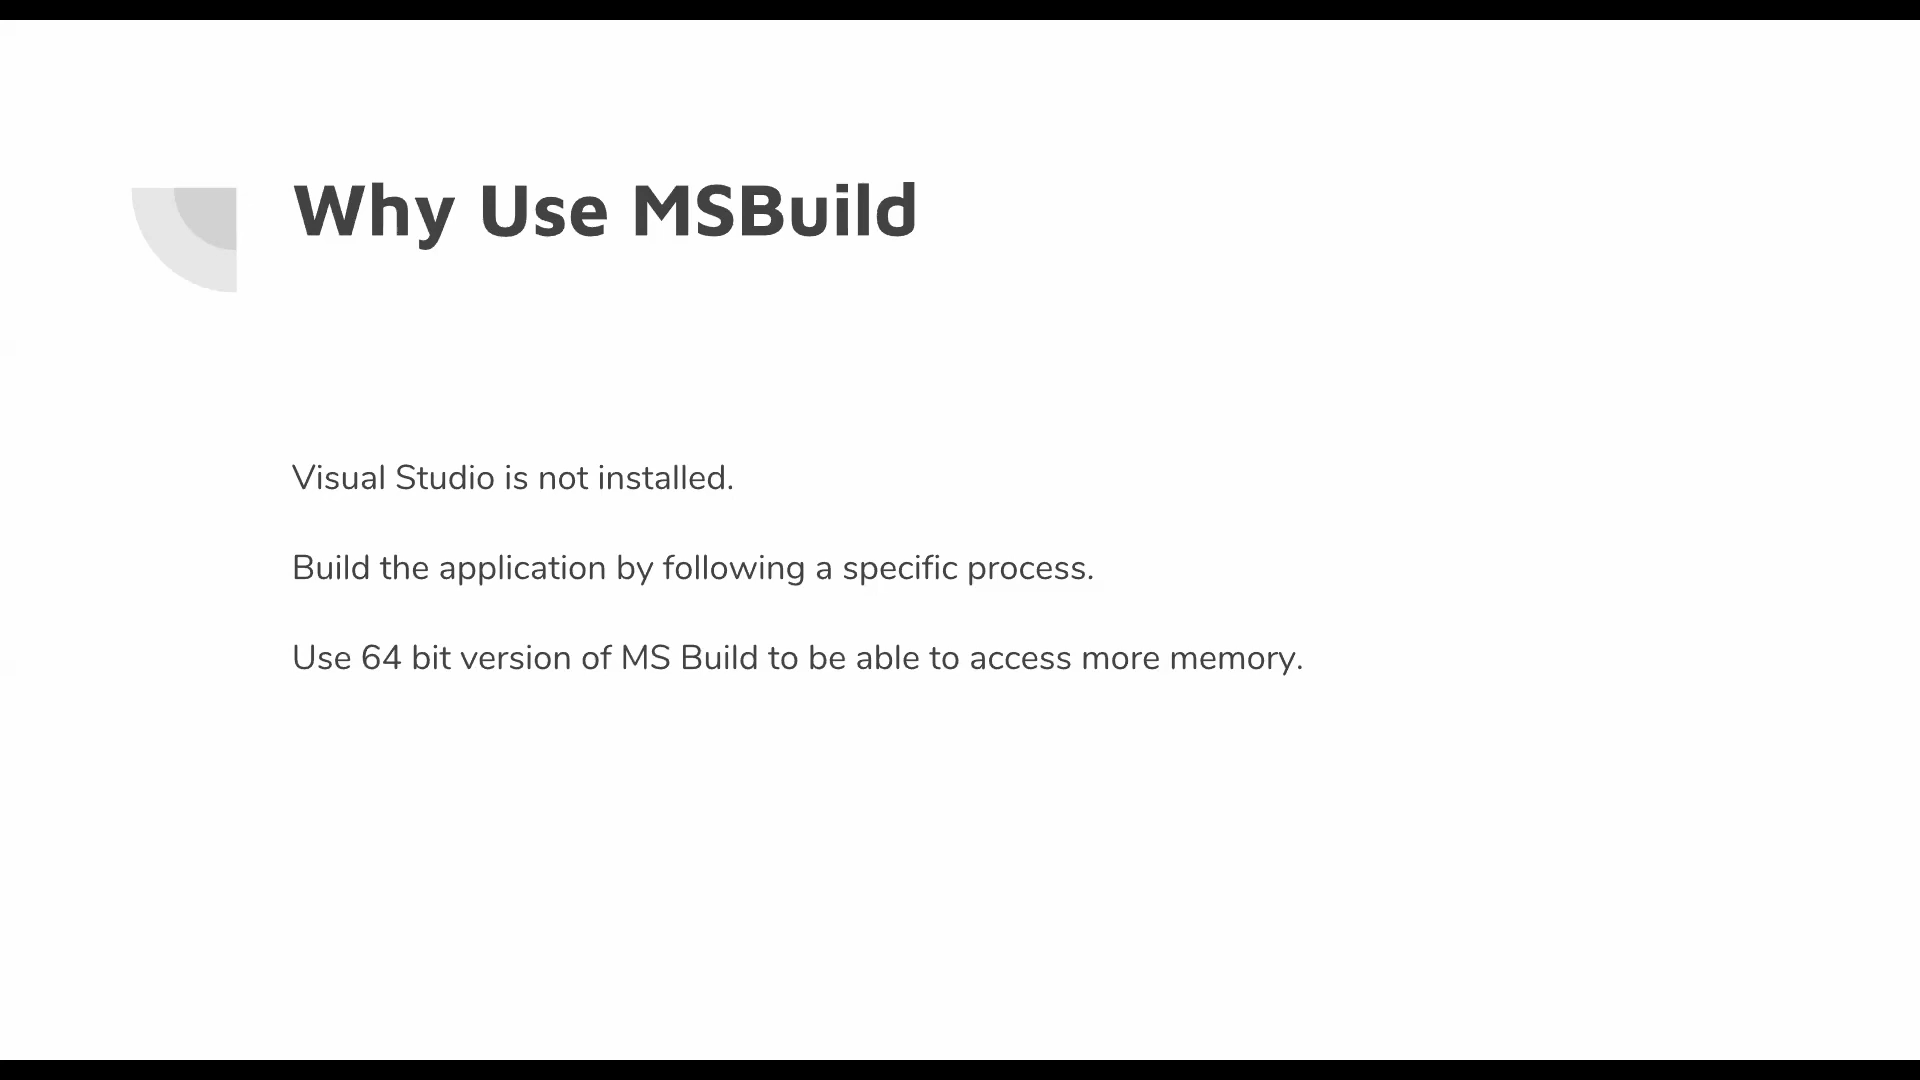 Why Use MSBuild
Visual Studio is not installed.
Build the application by following a specific process.
Use 64 bit version of MS Build to be able to access more memory.